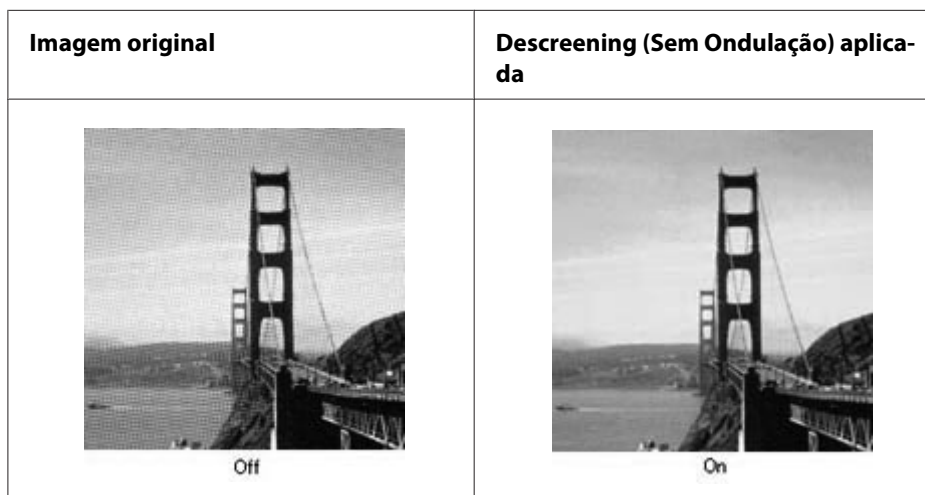 Imagem original
Descreening (Sem Ondulação) aplica-
da
Off
On